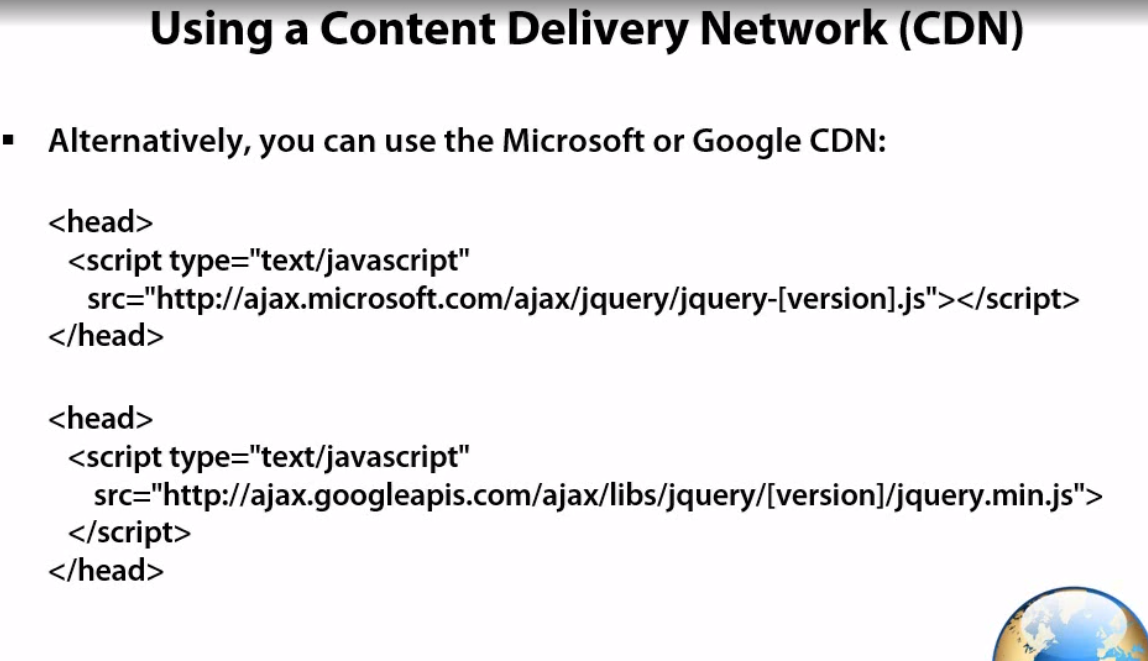 Using a Content Delivery Network (CDN)
▪ Alternatively, you can use the Microsoft or Google CDN:
<head>
<script type="text/javascript"
src="http://ajax.microsoft.com/ajax/jquery/jquery-[version].js"></script>
</head>
<head>
<script type="text/javascript"
src="http://ajax.googleapis.com/ajax/libs/jquery/[version]/jquery.min.js">
</script>
</head>